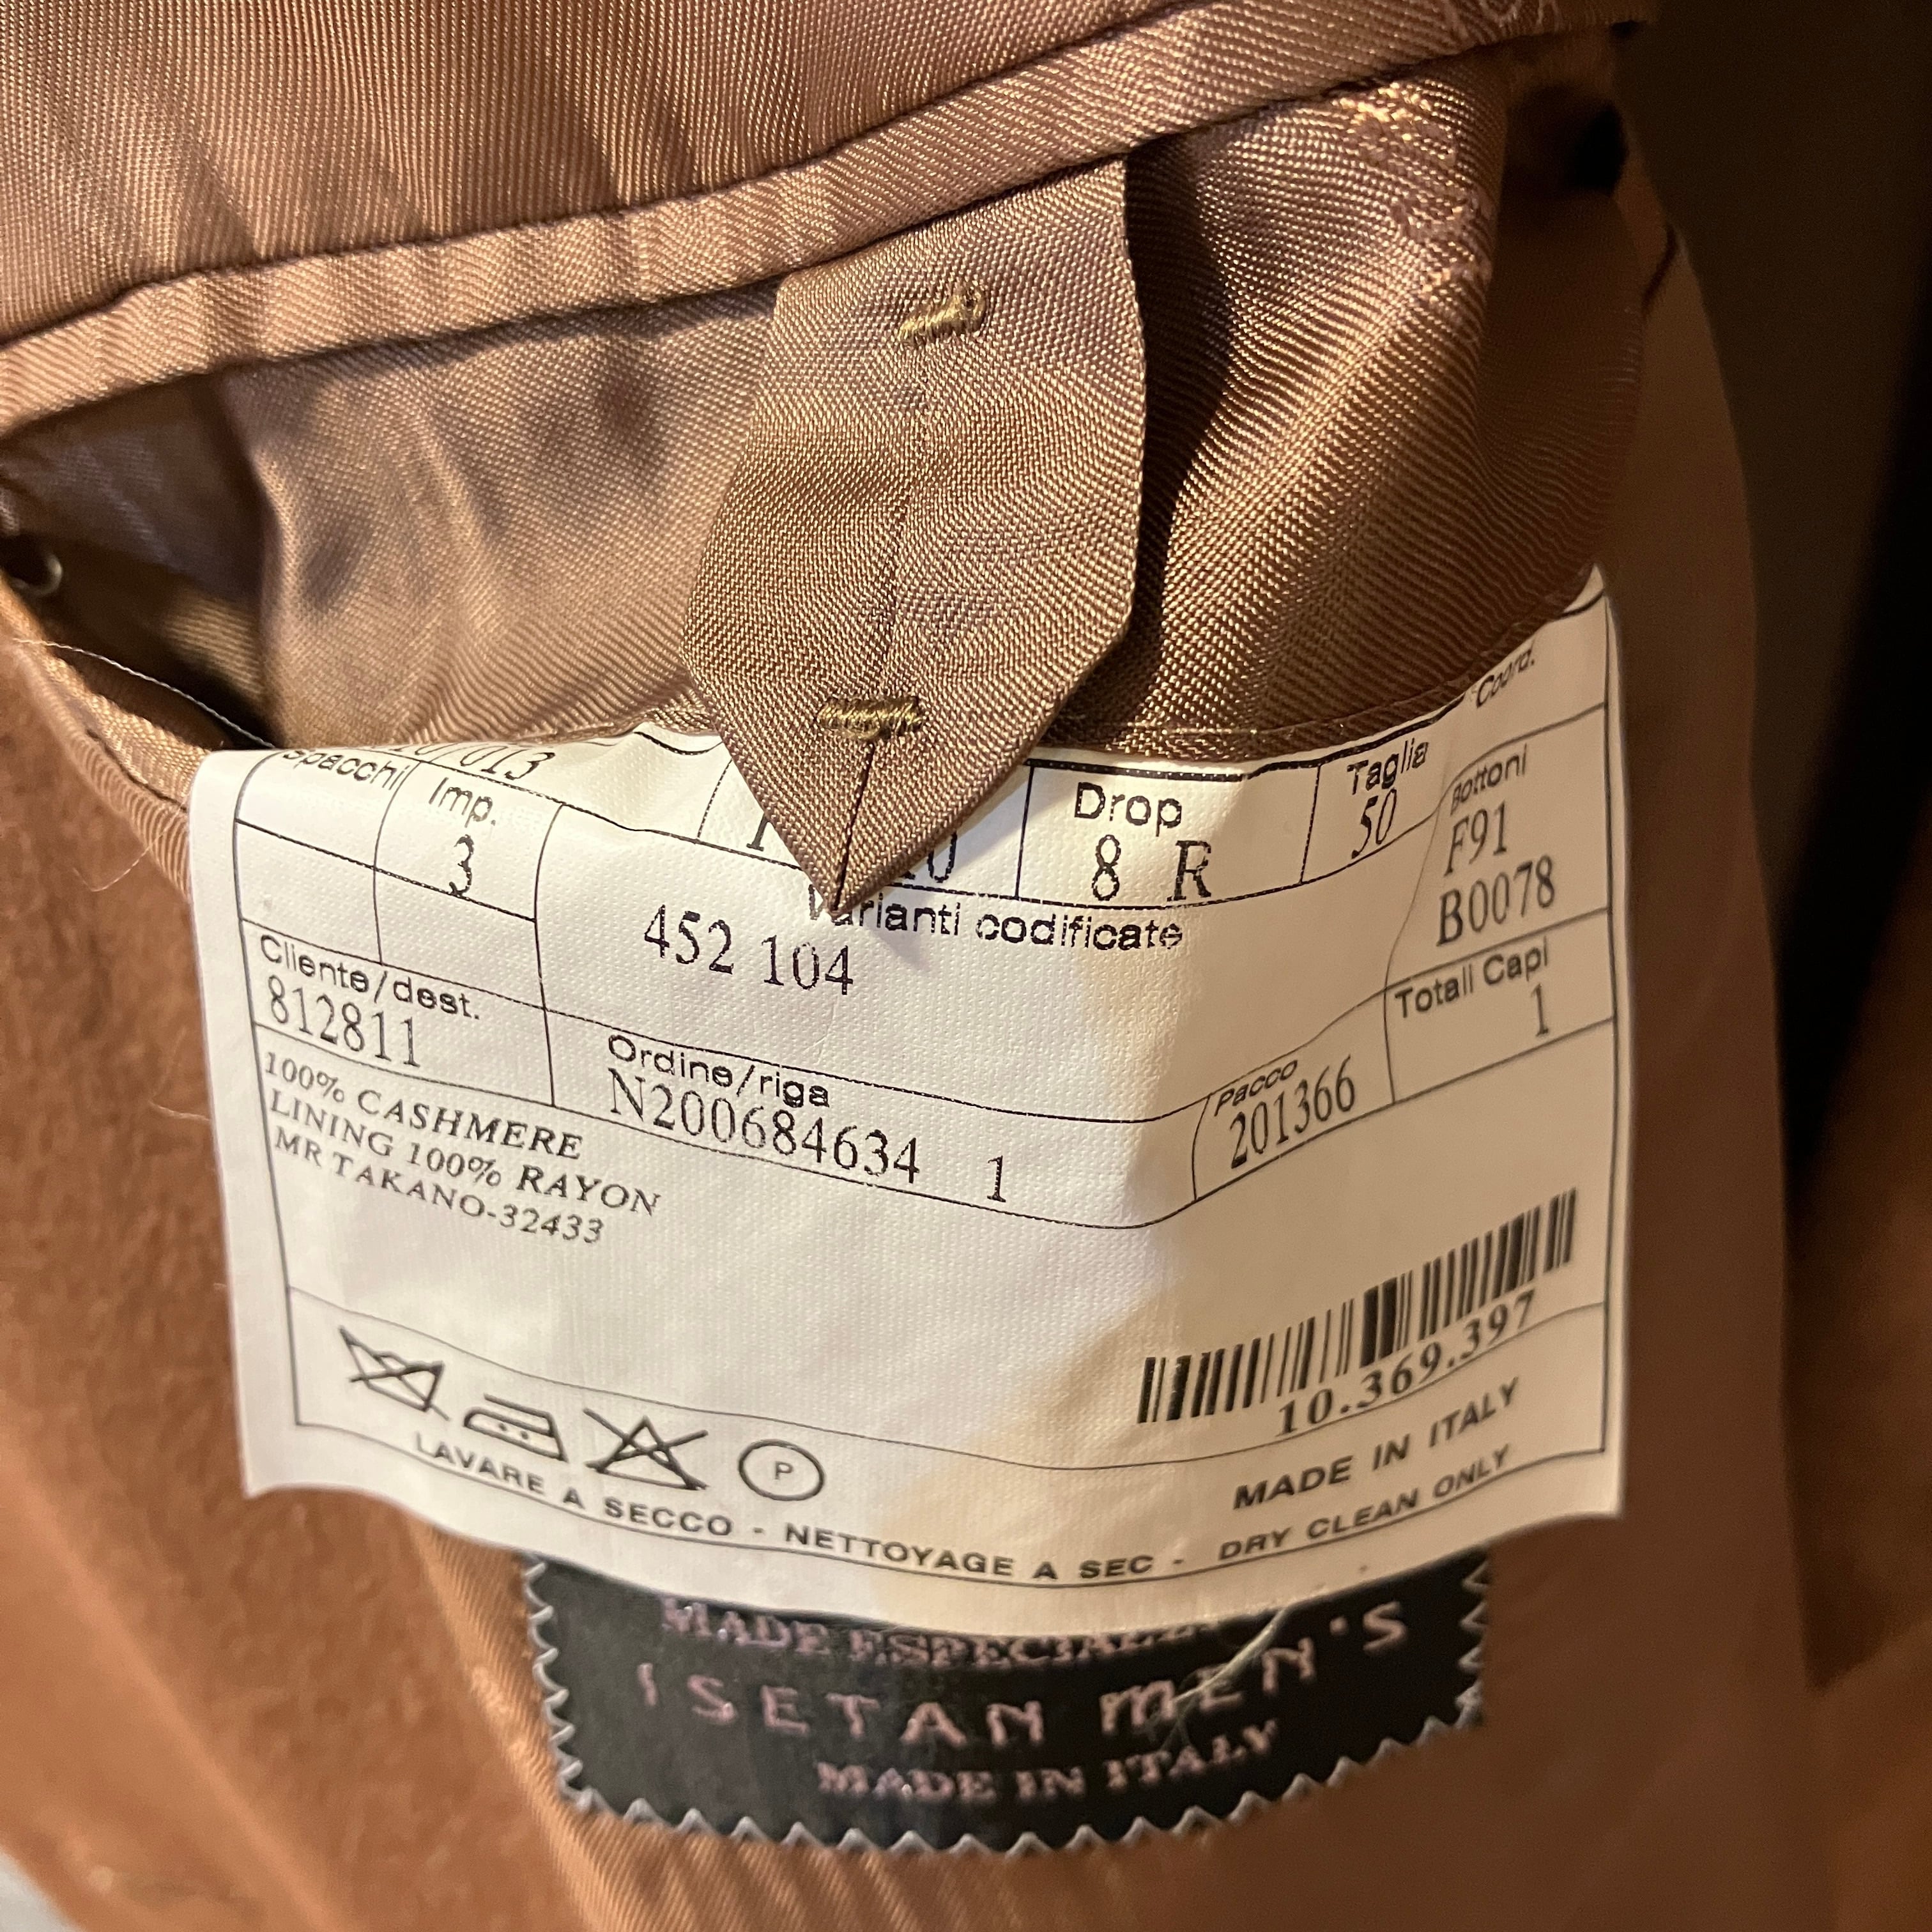 Coord.
Spacchi
Imp.
3
Drop
8 R
Taglia
50
Bottoni
F91
B0078
Varianti codificate
452 104
Cliente/dest.
812811
Ordine/riga
N200684634 1
Pacco
201366
Totali Capi
1
100% CASHMERE
LINING 100% RAYON
MR TAKANO-32433
10.369.397
P
MADE IN ITALY
LAVARE A SECCO - NETTOYAGE A SEC - DRY CLEAN ONLY
MADE
ISETAN MEN'S
MADE IN ITALY